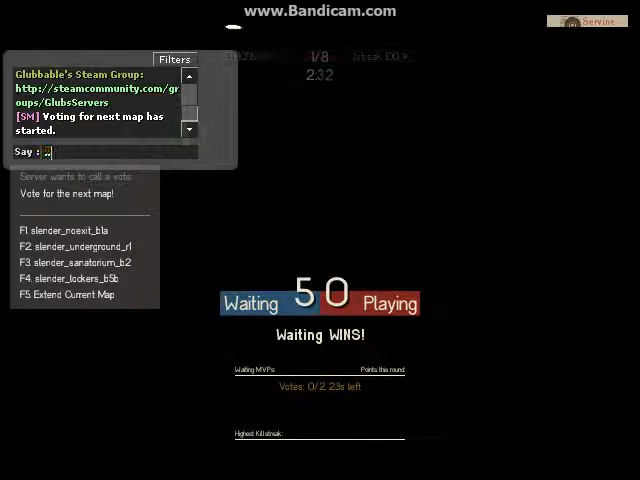 www.Bandicam.com
Servine
1/8
2:32
Filters
Glubbable's Steam Group:
http://steamcommunity.com/gr
oups/GlubsServers
[SM] Voting for next map has
started.
Say :
Server wants to call a vote:
Vote for the next map!
F1. slender_noexit_b1a
F2. slender_underground_r1
F3. slender_sanatorium_b2
F4. slender_lockers_b5b
F5. Extend Current Map
Waiting 5 0 Playing
Waiting WINS!
Waiting MVPs: Points this round:
Votes: 0/2, 23s left
Highest Killstreak: